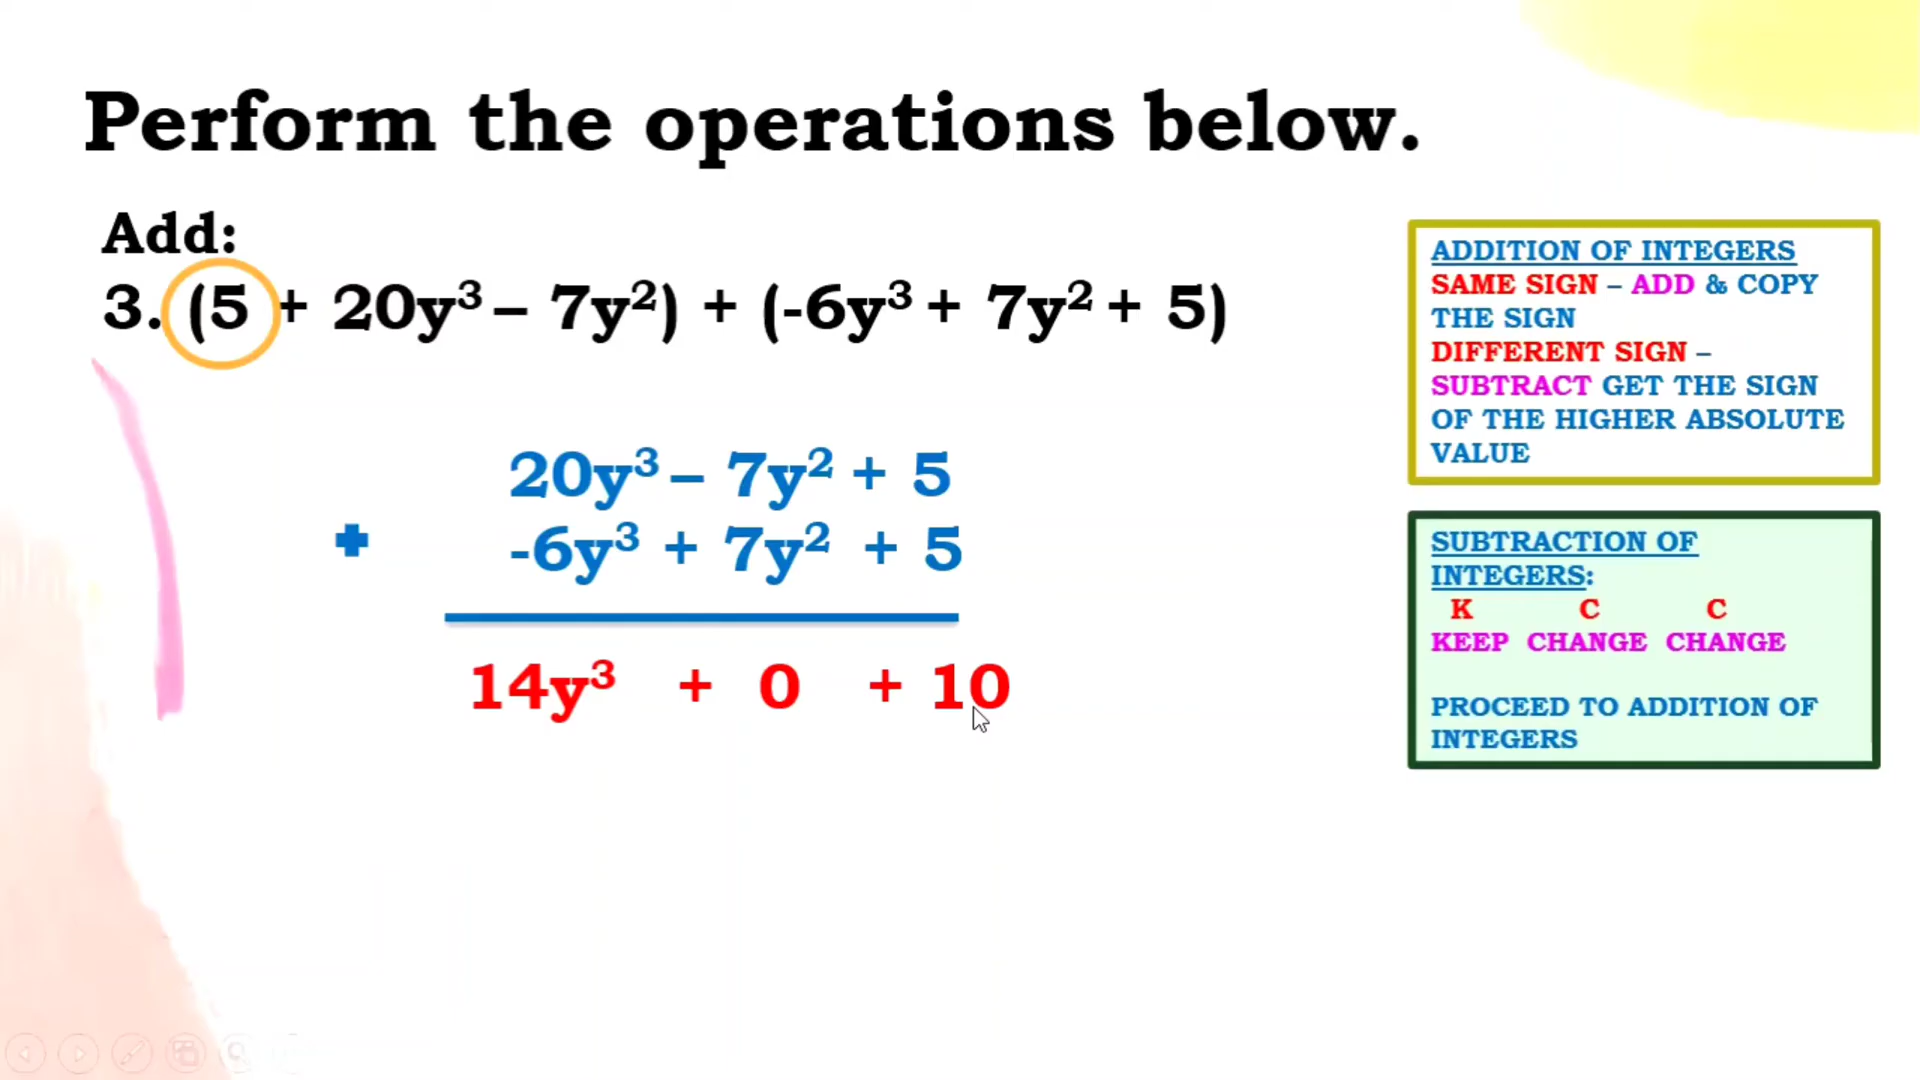 Perform the operations below.
Add:
3. (5 + 20y³ – 7y²) + (-6y³ + 7y² + 5)
20y³ – 7y² + 5
+ -6y³ + 7y² + 5
14y³ + 0 + 10
ADDITION OF INTEGERS
SAME SIGN – ADD & COPY
THE SIGN
DIFFERENT SIGN –
SUBTRACT GET THE SIGN
OF THE HIGHER ABSOLUTE
VALUE
SUBTRACTION OF
INTEGERS:
K C C
KEEP CHANGE CHANGE
PROCEED TO ADDITION OF
INTEGERS